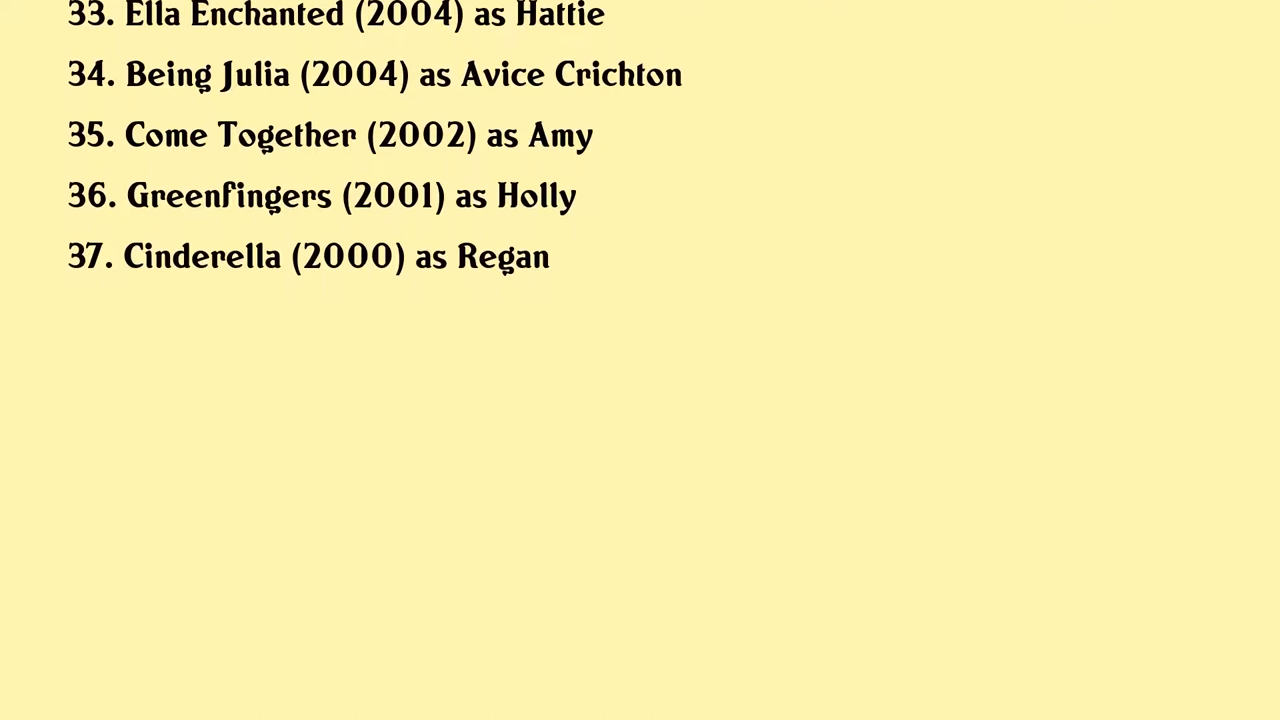 33. Ella Enchanted (2004) as Hattie
34. Being Julia (2004) as Avice Crichton
35. Come Together (2002) as Amy
36. Greenfingers (2001) as Holly
37. Cinderella (2000) as Regan